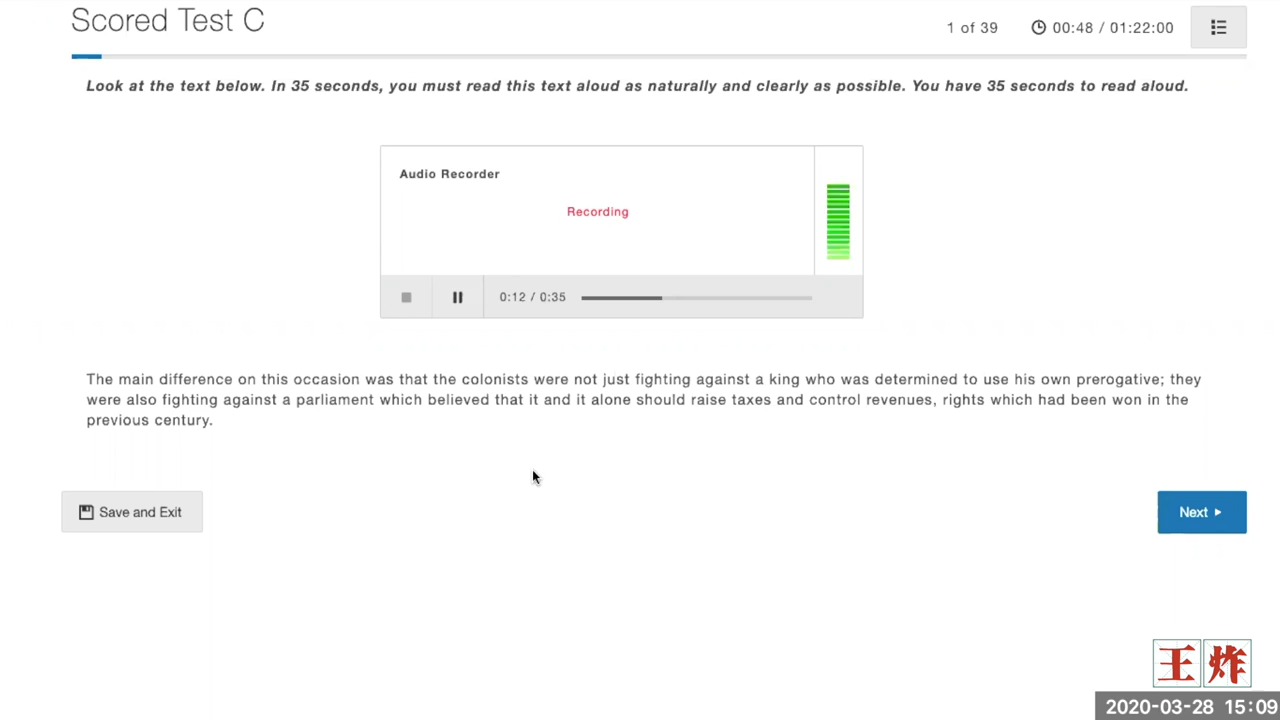 Scored Test C
1 of 39
00:48 / 01:22:00
Look at the text below. In 35 seconds, you must read this text aloud as naturally and clearly as possible. You have 35 seconds to read aloud.
Audio Recorder
Recording
0:12 / 0:35
The main difference on this occasion was that the colonists were not just fighting against a king who was determined to use his own prerogative; they
were also fighting against a parliament which believed that it and it alone should raise taxes and control revenues, rights which had been won in the
previous century.
Save and Exit
Next
王炸
2020-03-28 15:09